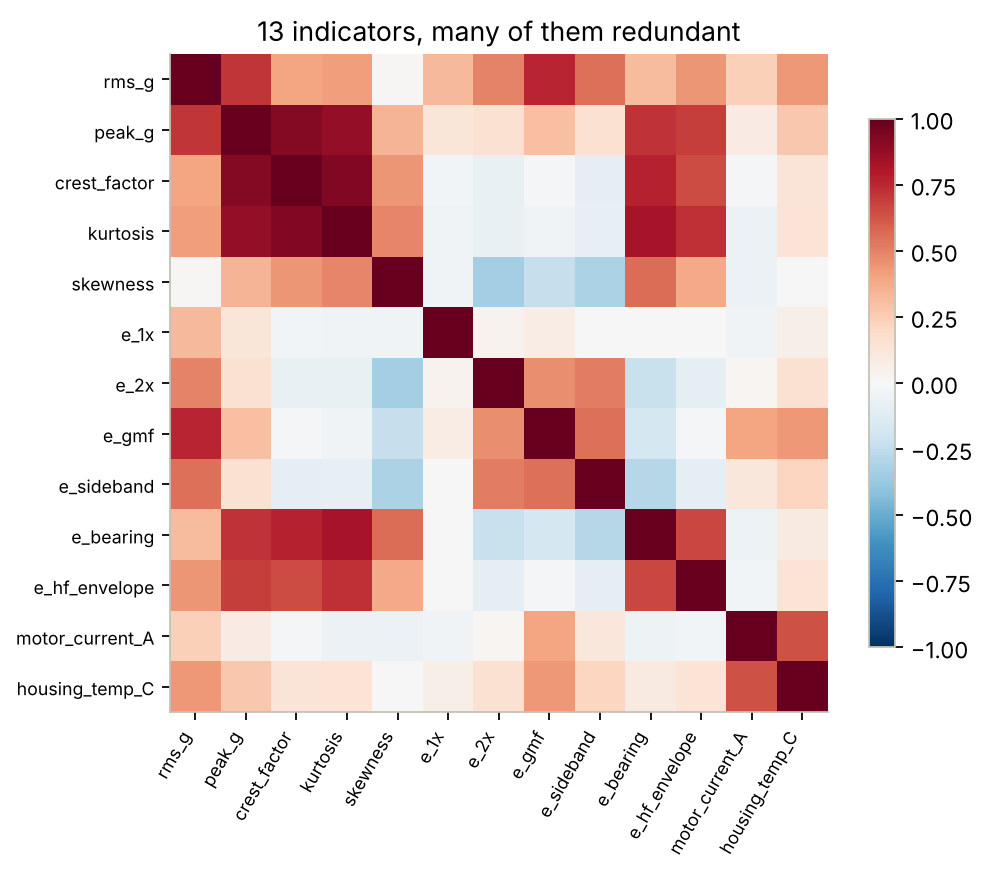 13 indicators, many of them redundant
rms_g
peak_g
crest_factor
kurtosis
skewness
e_1x
e_2x
e_gmf
e_sideband
e_bearing
e_hf_envelope
motor_current_A
housing_temp_C
rms_g
peak_g
crest_factor
kurtosis
skewness
e_1x
e_2x
e_gmf
e_sideband
e_bearing
e_hf_envelope
motor_current_A
housing_temp_C
1.00
0.75
0.50
0.25
0.00
−0.25
−0.50
−0.75
−1.00